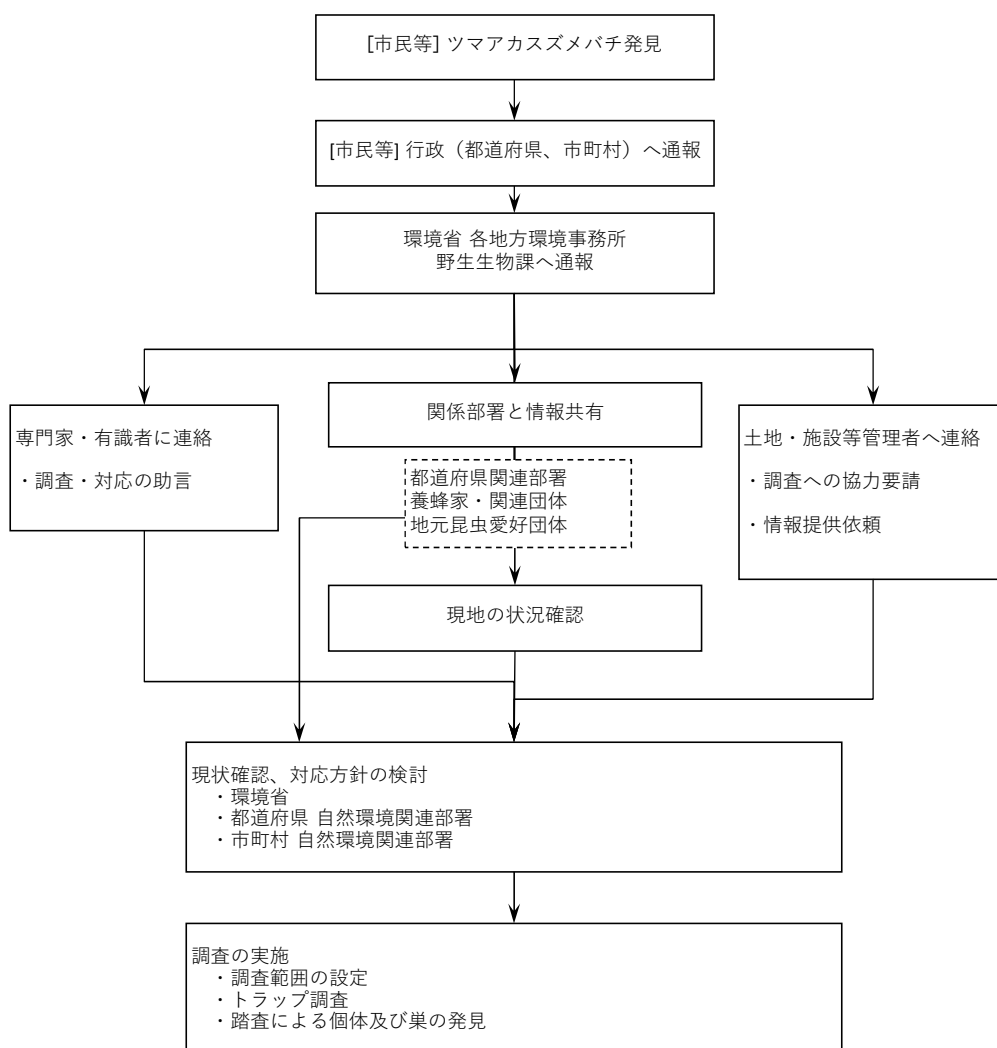 [市民等] ツマアカスズメバチ発見
[市民等] 行政（都道府県、市町村）へ通報
環境省 各地方環境事務所
野生生物課へ通報
専門家・有識者に連絡
・調査・対応の助言
関係部署と情報共有
都道府県関連部署
養蜂家・関連団体
地元昆虫愛好団体
現地の状況確認
土地・施設等管理者へ連絡
・調査への協力要請
・情報提供依頼
現状確認、対応方針の検討
・環境省
・都道府県 自然環境関連部署
・市町村 自然環境関連部署
調査の実施
・調査範囲の設定
・トラップ調査
・踏査による個体及び巣の発見